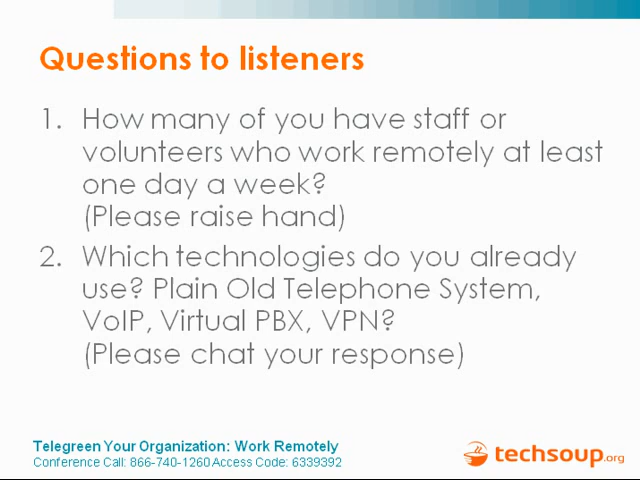 Questions to listeners
1. How many of you have staff or
volunteers who work remotely at least
one day a week?
(Please raise hand)
2. Which technologies do you already
use? Plain Old Telephone System,
VoIP, Virtual PBX, VPN?
(Please chat your response)
Telegreen Your Organization: Work Remotely
Conference Call: 866-740-1260 Access Code: 6339392
techsoup.org